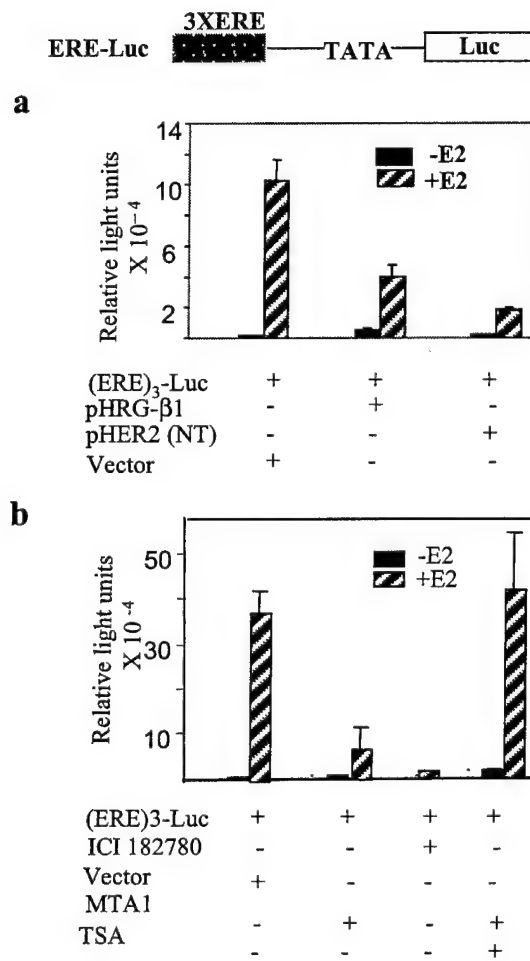 3XERE
ERE-Luc TATA Luc
a
14
10
6
2
Relative light units
X 10⁻⁴
-E2
+E2
(ERE)₃-Luc + + +
pHRG-β1 - + -
pHER2 (NT) - - +
Vector + - -
b
50
30
10
Relative light units
X 10⁻⁴
-E2
+E2
(ERE)3-Luc + + + +
ICI 182780 - - + -
Vector + - - -
MTA1 - + - +
TSA - - - +